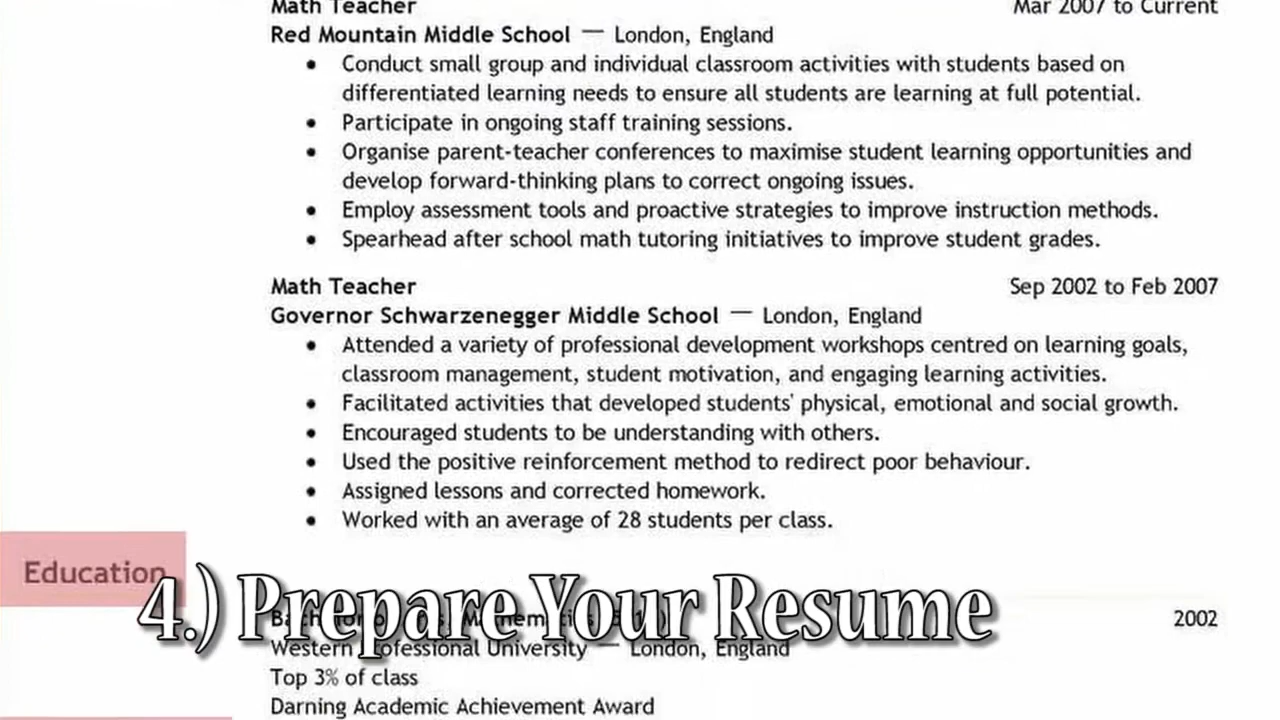 Math Teacher Mar 2007 to Current
Red Mountain Middle School — London, England
• Conduct small group and individual classroom activities with students based on
differentiated learning needs to ensure all students are learning at full potential.
• Participate in ongoing staff training sessions.
• Organise parent-teacher conferences to maximise student learning opportunities and
develop forward-thinking plans to correct ongoing issues.
• Employ assessment tools and proactive strategies to improve instruction methods.
• Spearhead after school math tutoring initiatives to improve student grades.
Math Teacher Sep 2002 to Feb 2007
Governor Schwarzenegger Middle School — London, England
• Attended a variety of professional development workshops centred on learning goals,
classroom management, student motivation, and engaging learning activities.
• Facilitated activities that developed students' physical, emotional and social growth.
• Encouraged students to be understanding with others.
• Used the positive reinforcement method to redirect poor behaviour.
• Assigned lessons and corrected homework.
• Worked with an average of 28 students per class.
Education
4.) Prepare Your Resume
2002
Western Professional University — London, England
Top 3% of class
Darning Academic Achievement Award